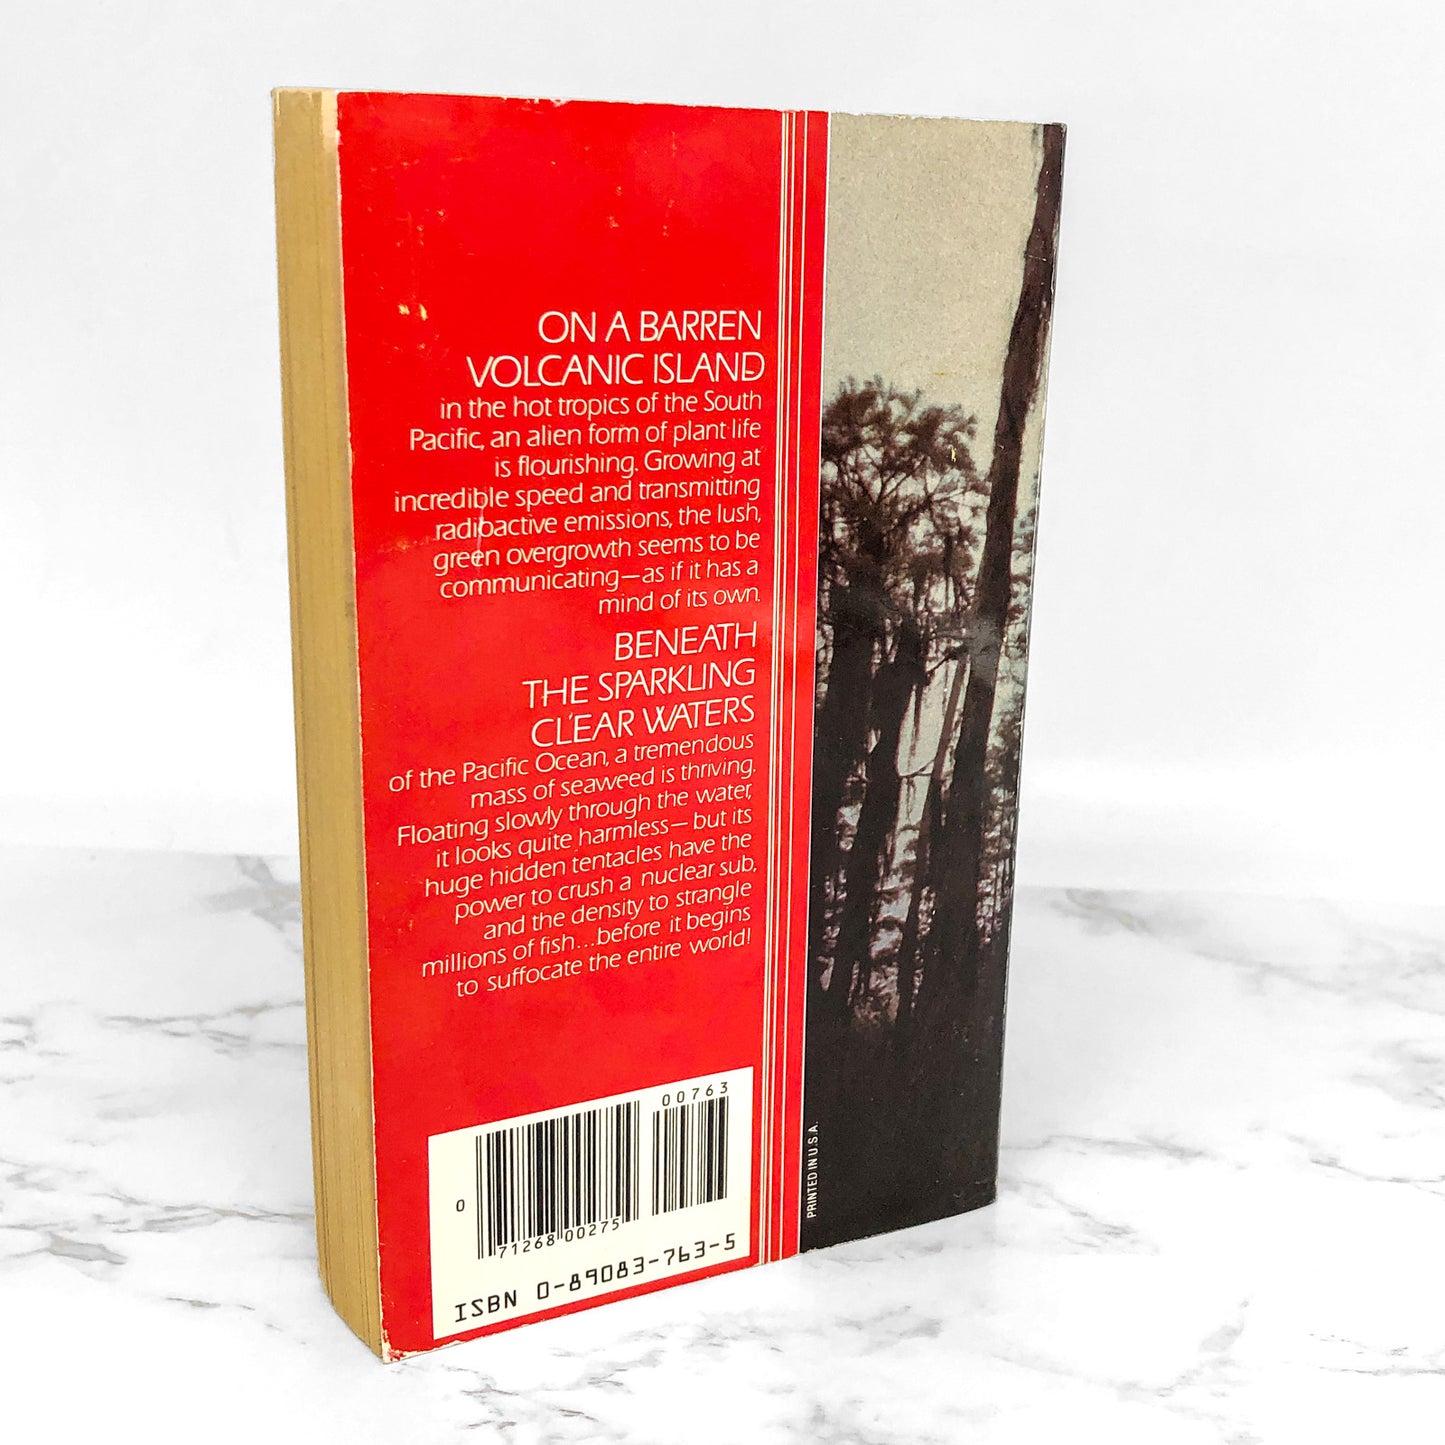 ON A BARREN
VOLCANIC ISLAND
in the hot tropics of the South
Pacific, an alien form of plant life
is flourishing. Growing at
incredible speed and transmitting
radioactive emissions, the lush,
green overgrowth seems to be
communicating—as if it has a
mind of its own.
BENEATH
THE SPARKLING
CLEAR WATERS
of the Pacific Ocean, a tremendous
mass of seaweed is thriving.
Floating slowly through the water,
it looks quite harmless—but its
huge hidden tentacles have the
power to crush a nuclear sub,
and the density to strangle
millions of fish...before it begins
to suffocate the entire world!
00763
0
71268 00275
ISBN 0-89083-763-5
PRINTED IN U.S.A.